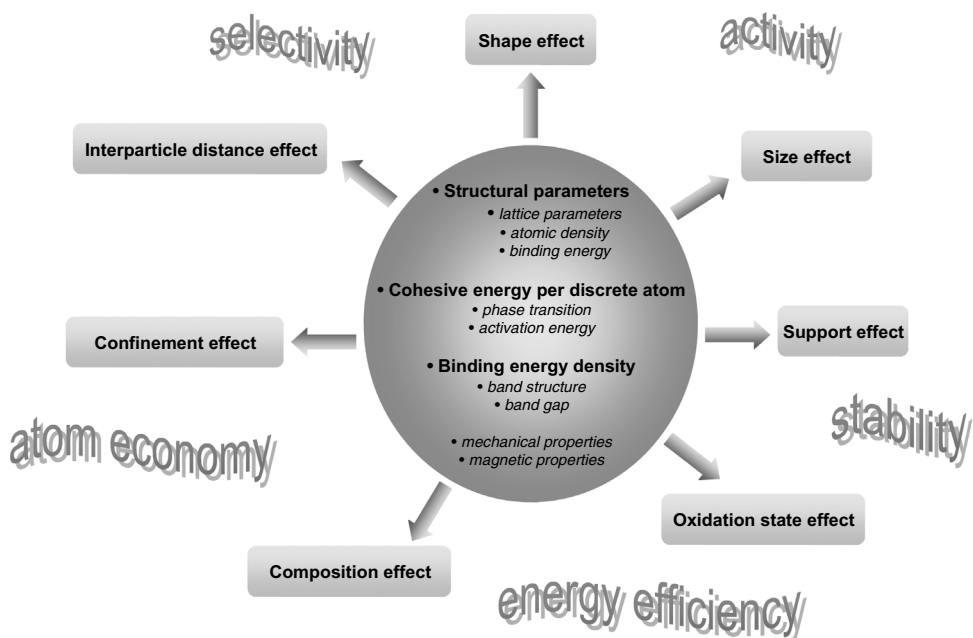 selectivity
Shape effect
activity
Interparticle distance effect
Size effect
• Structural parameters
• lattice parameters
• atomic density
• binding energy
• Cohesive energy per discrete atom
• phase transition
• activation energy
Confinement effect
Support effect
• Binding energy density
• band structure
• band gap
• mechanical properties
• magnetic properties
atom economy
stability
Oxidation state effect
Composition effect
energy efficiency